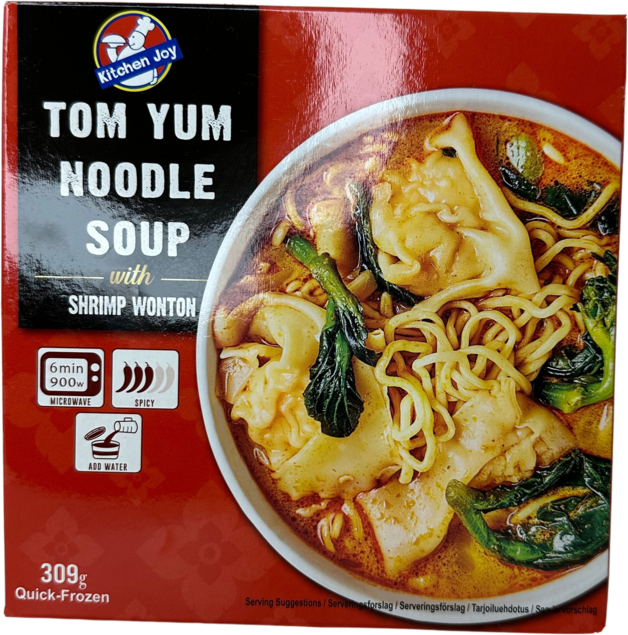 Kitchen Joy
TOM YUM
NOODLE
SOUP
with
SHRIMP WONTON
6min
900w
MICROWAVE
SPICY
ADD WATER
309g
Quick-Frozen
Serving Suggestions / Serveringsforslag / Serveringsförslag / Tarjoiluehdotus /